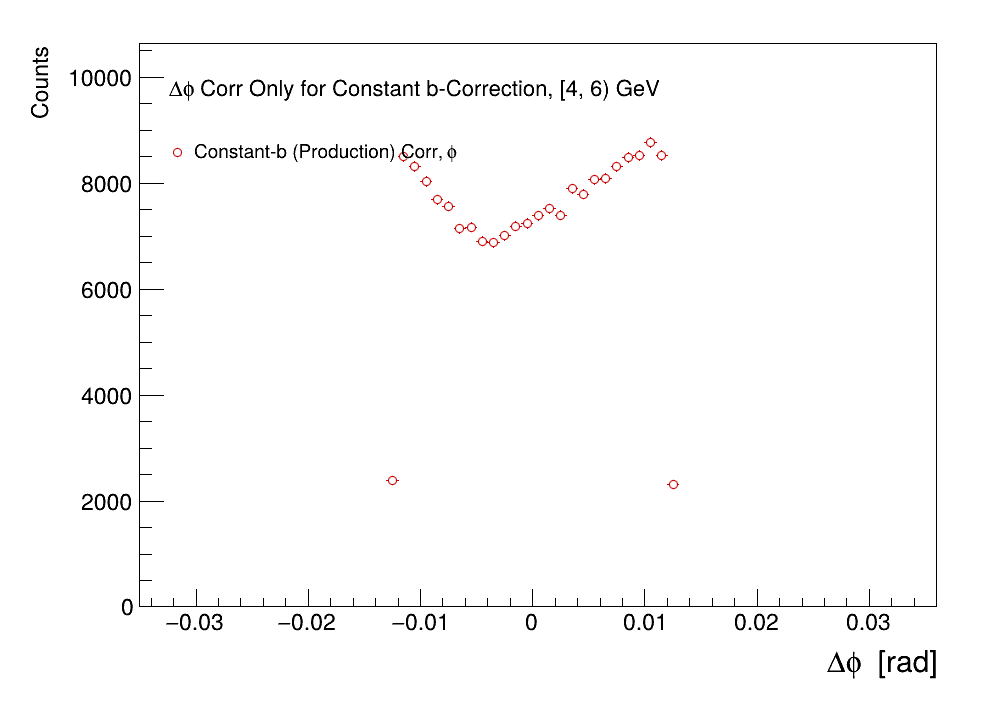 Counts
10000
8000
6000
4000
2000
0
Δϕ Corr Only for Constant b-Correction, [4, 6) GeV
Constant-b (Production) Corr, ϕ
−0.03 −0.02 −0.01 0 0.01 0.02 0.03
Δϕ [rad]